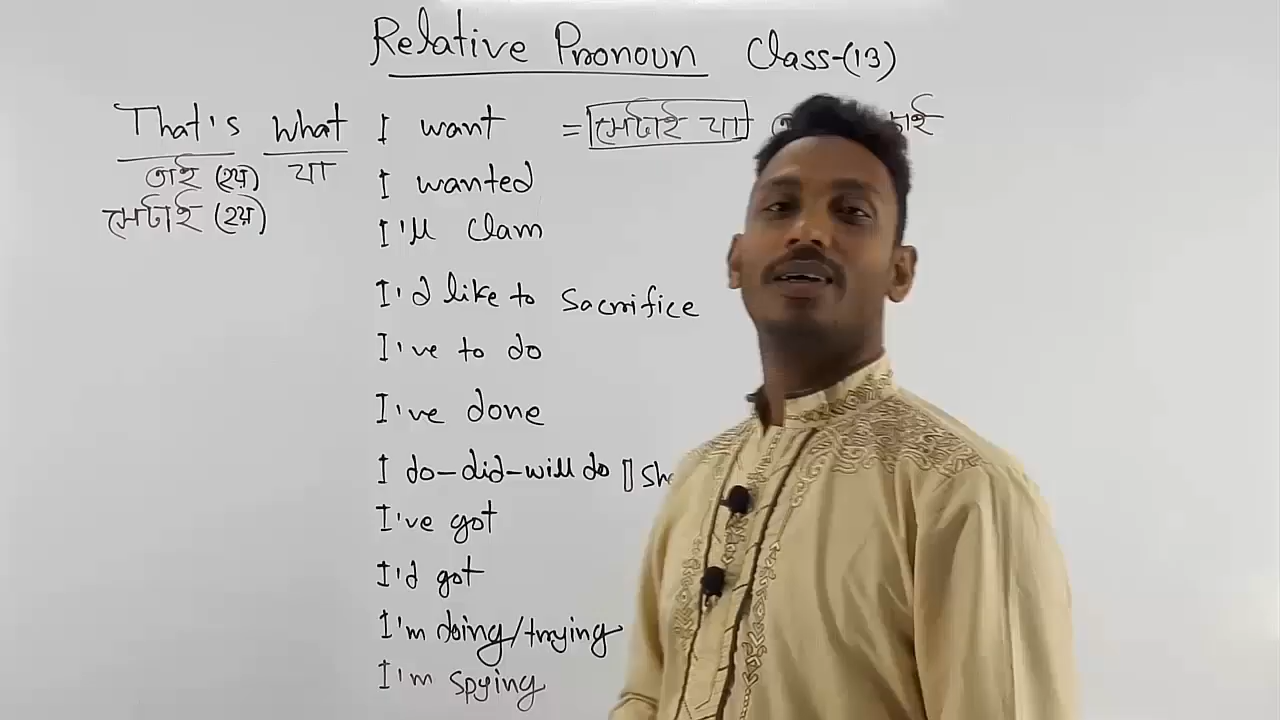 Relative Pronoun Class-(13)
That's what I want = সেটাই যা
তাই (হয়) যা
সেটাই (হয়)
I wanted
I'll Clam
I'd like to Sacrifice
I've to do
I've done
I do-did-will do
I've got
I'd got
I'm doing/trying
I'm spying